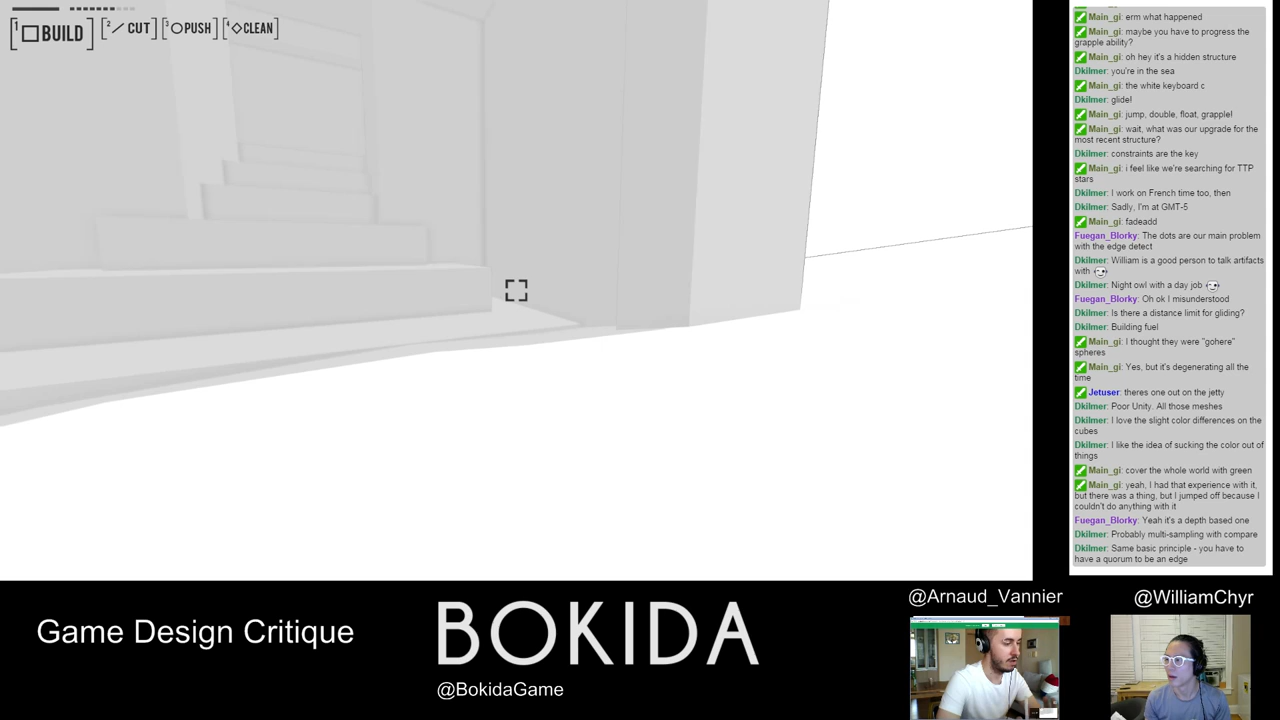 1 BUILD
2 CUT
3 PUSH
4 CLEAN
Main_gi: erm what happened
Main_gi: maybe you have to progress the
grapple ability?
Main_gi: oh hey it's a hidden structure
Dkilmer: you're in the sea
Main_gi: the white keyboard c
Dkilmer: glide!
Main_gi: jump, double, float, grapple!
Main_gi: wait, what was our upgrade for the
most recent structure?
Dkilmer: constraints are the key
Main_gi: i feel like we're searching for TTP
stars
Dkilmer: I work on French time too, then
Dkilmer: Sadly, I'm at GMT-5
Main_gi: fadeadd
Fuegan_Blorky: The dots are our main problem
with the edge detect
Dkilmer: William is a good person to talk artifacts
with
Dkilmer: Night owl with a day job
Fuegan_Blorky: Oh ok I misunderstood
Dkilmer: Is there a distance limit for gliding?
Dkilmer: Building fuel
Main_gi: I thought they were "gohere"
spheres
Main_gi: Yes, but it's degenerating all the
time
Jetuser: theres one out on the jetty
Dkilmer: Poor Unity. All those meshes
Dkilmer: I love the slight color differences on the
cubes
Dkilmer: I like the idea of sucking the color out of
things
Main_gi: cover the whole world with green
Main_gi: yeah, I had that experience with it,
but there was a thing, but I jumped off because I
couldn't do anything with it
Fuegan_Blorky: Yeah it's a depth based one
Dkilmer: Probably multi-sampling with compare
Dkilmer: Same basic principle - you have to
have a quorum to be an edge
Game Design Critique
BOKIDA
@BokidaGame
@Arnaud_Vannier
@WilliamChyr